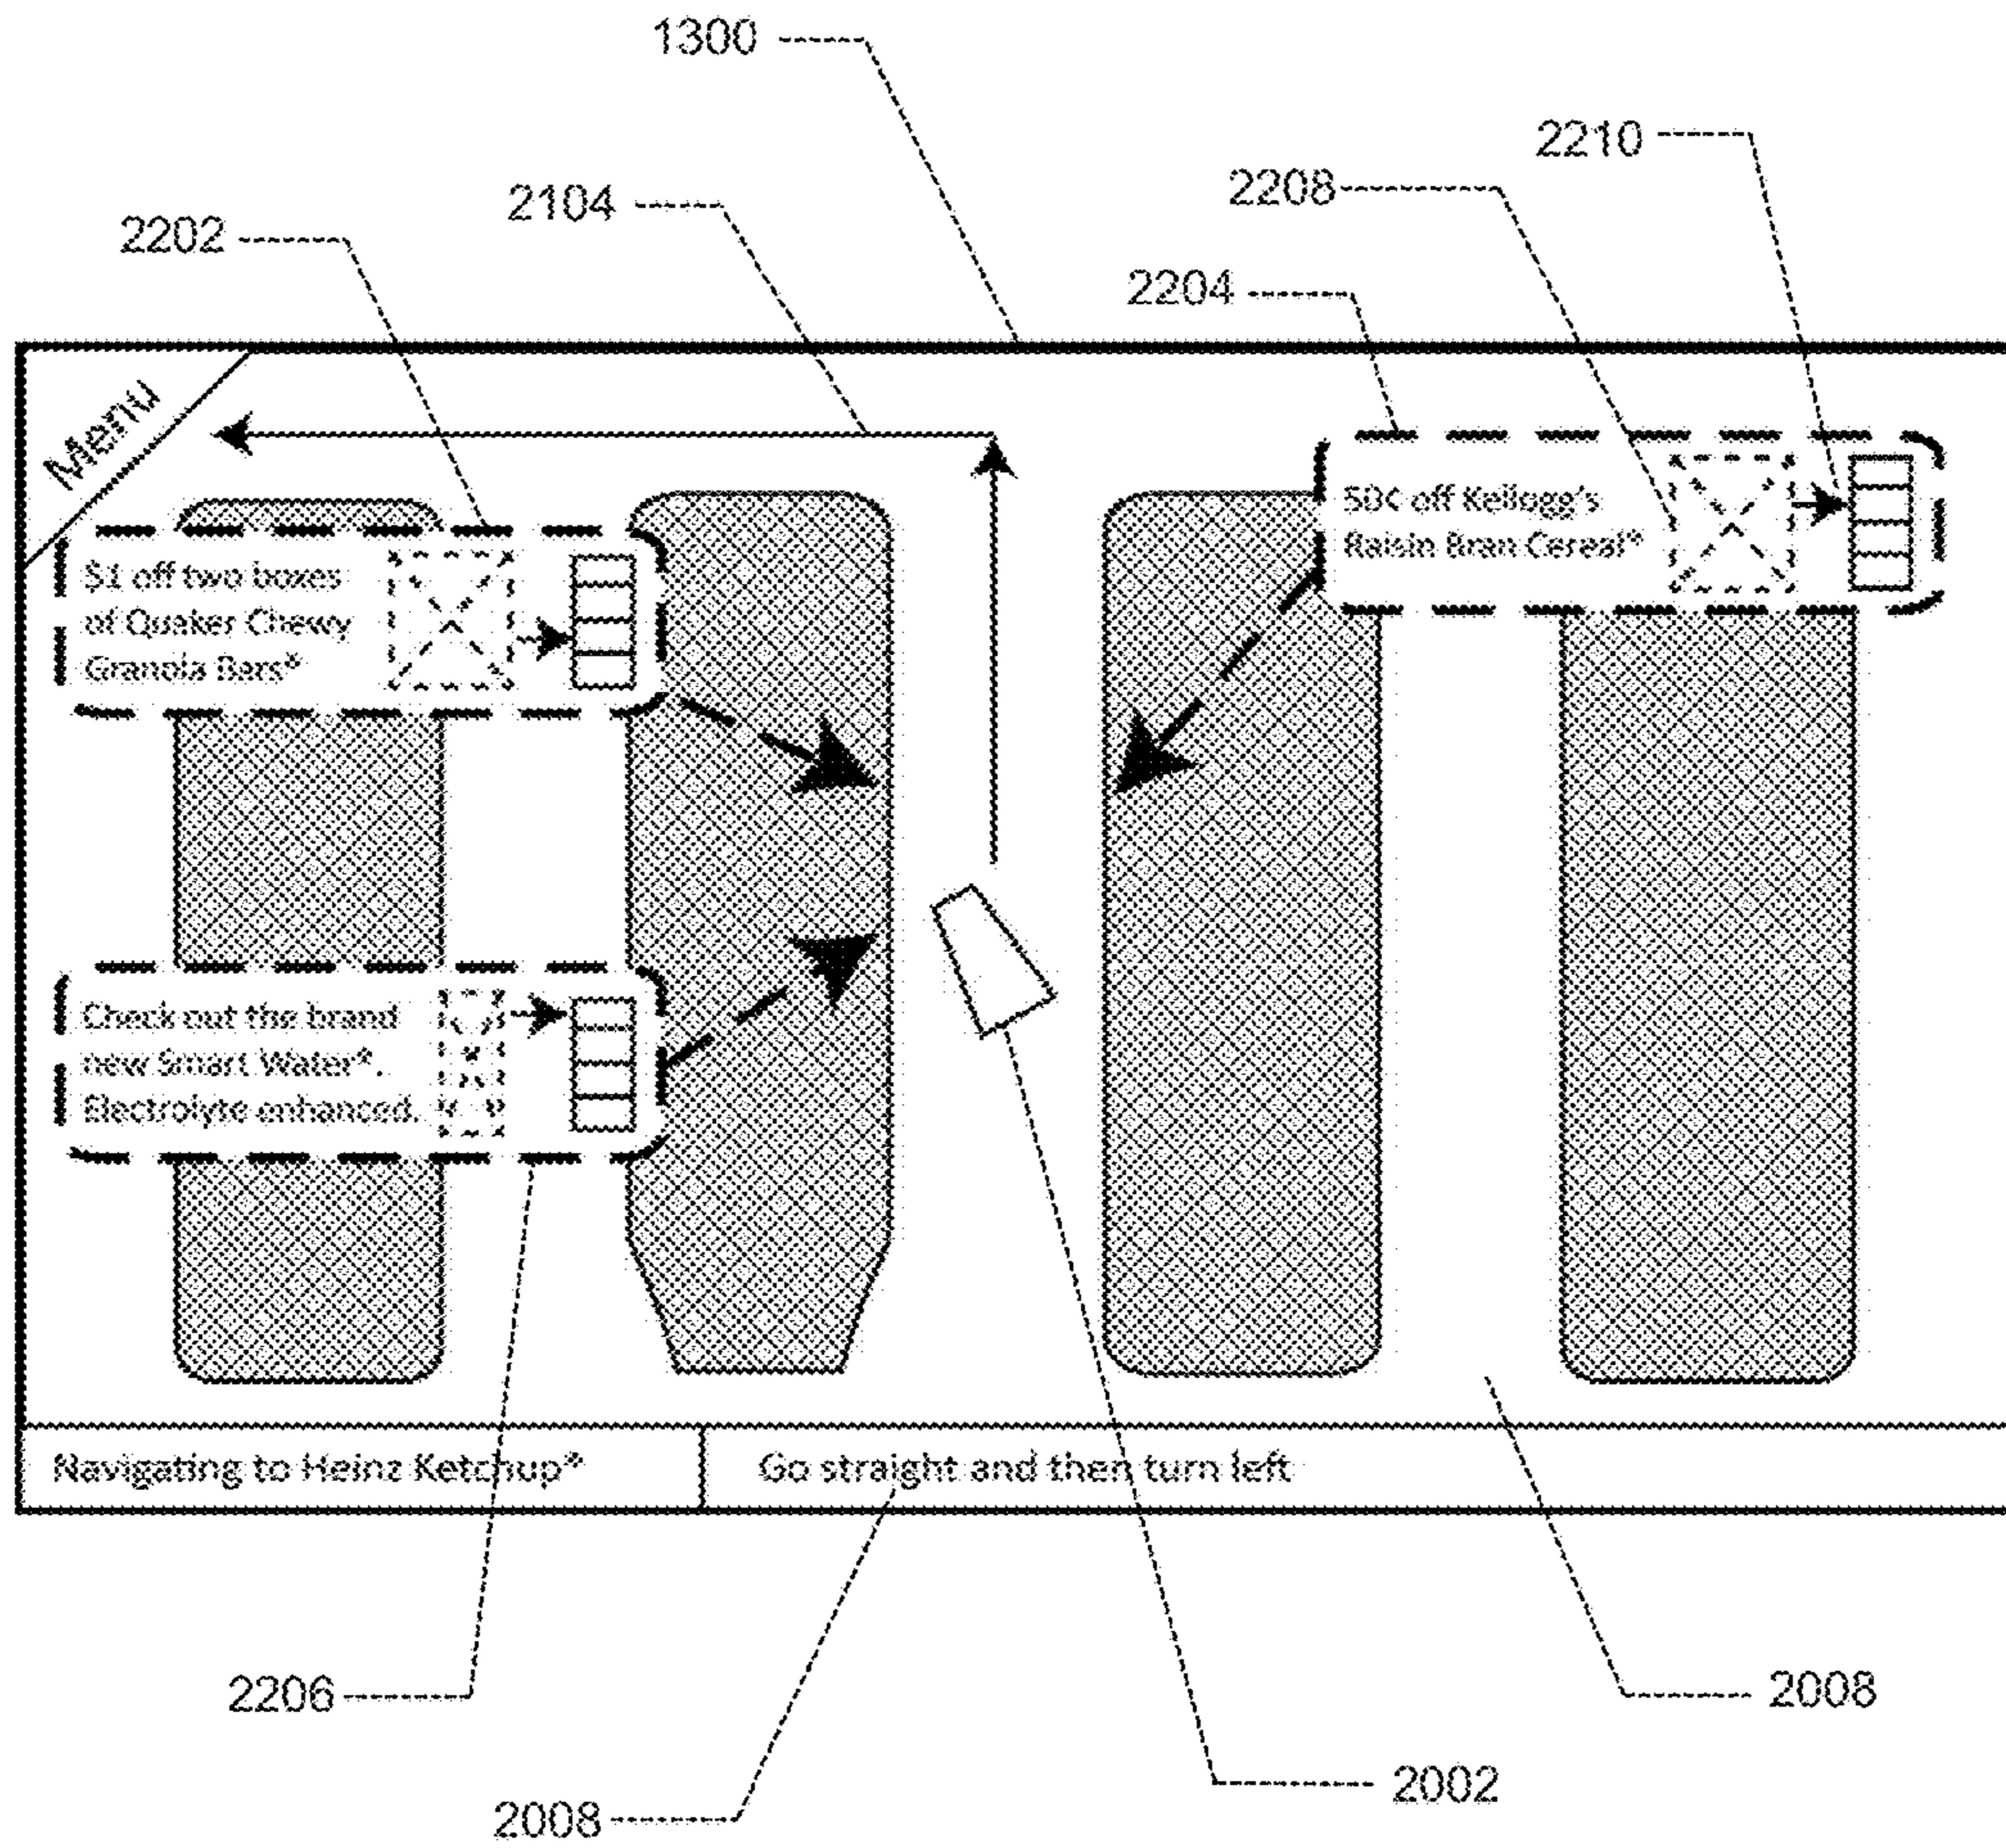 1300
2210
2208
2104
2202
2204
Menu
50¢ off Kellogg's
Raisin Bran Cereal®
$1 off two boxes
of Quaker Chewy
Granola Bars®
Check out the brand
new Smart Water®.
Electrolyte enhanced.
Navigating to Heinz Ketchup®
Go straight and then turn left
2206
2008
2002
2008